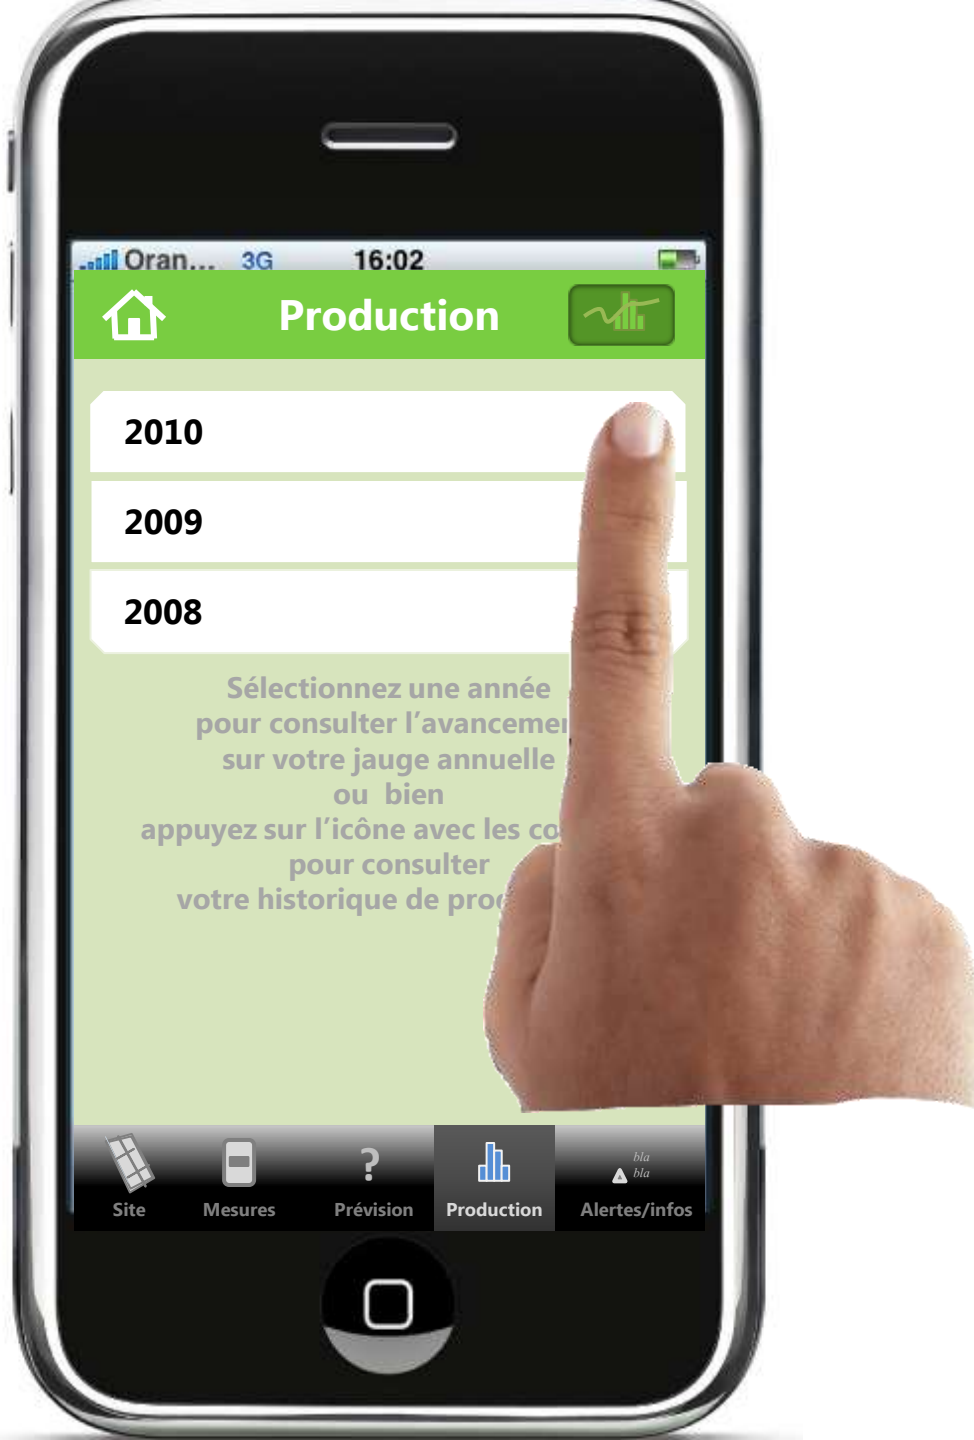 Oran... 3G 16:02
Production
2010
2009
2008
Sélectionnez une année
pour consulter l’avancemen
sur votre jauge annuelle
ou bien
appuyez sur l’icône avec les co
pour consulter
votre historique de pro
bla
bla
?
Site Mesures Prévision Production Alertes/infos